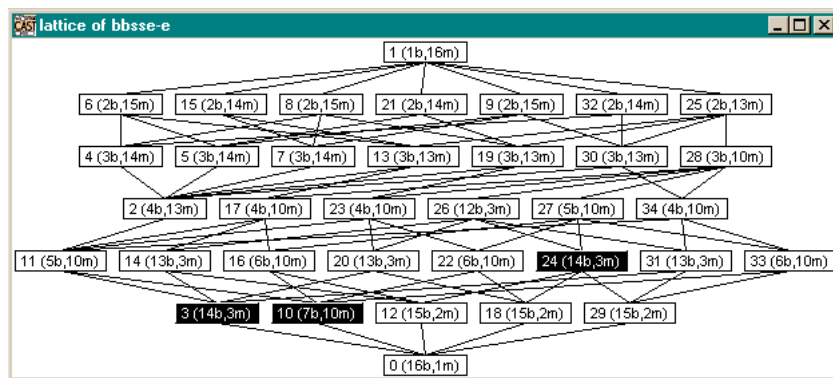 CAST lattice of bbsse-e
1 (1b,16m)
6 (2b,15m) 15 (2b,14m) 8 (2b,15m) 21 (2b,14m) 9 (2b,15m) 32 (2b,14m) 25 (2b,13m)
4 (3b,14m) 5 (3b,14m) 7 (3b,14m) 13 (3b,13m) 19 (3b,13m) 30 (3b,13m) 28 (3b,10m)
2 (4b,13m) 17 (4b,10m) 23 (4b,10m) 26 (12b,3m) 27 (5b,10m) 34 (4b,10m)
11 (5b,10m) 14 (13b,3m) 16 (6b,10m) 20 (13b,3m) 22 (6b,10m) 24 (14b,3m) 31 (13b,3m) 33 (6b,10m)
3 (14b,3m) 10 (7b,10m) 12 (15b,2m) 18 (15b,2m) 29 (15b,2m)
0 (16b,1m)